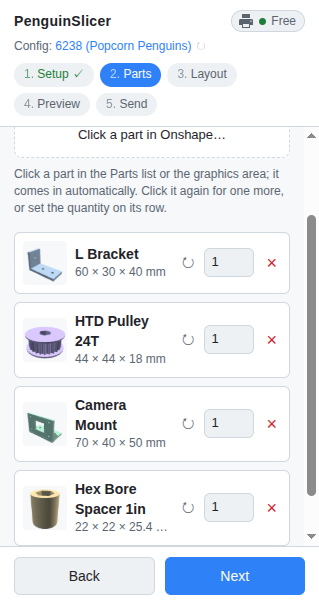 PenguinSlicer
Free
Config: 6238 (Popcorn Penguins)
1. Setup ✓
2. Parts
3. Layout
4. Preview
5. Send
Click a part in Onshape…
Click a part in the Parts list or the graphics area; it
comes in automatically. Click it again for one more,
or set the quantity on its row.
L Bracket
60 × 30 × 40 mm
1
HTD Pulley
24T
44 × 44 × 18 mm
1
Camera
Mount
70 × 40 × 50 mm
1
Hex Bore
Spacer 1in
22 × 22 × 25.4 …
1
Back
Next